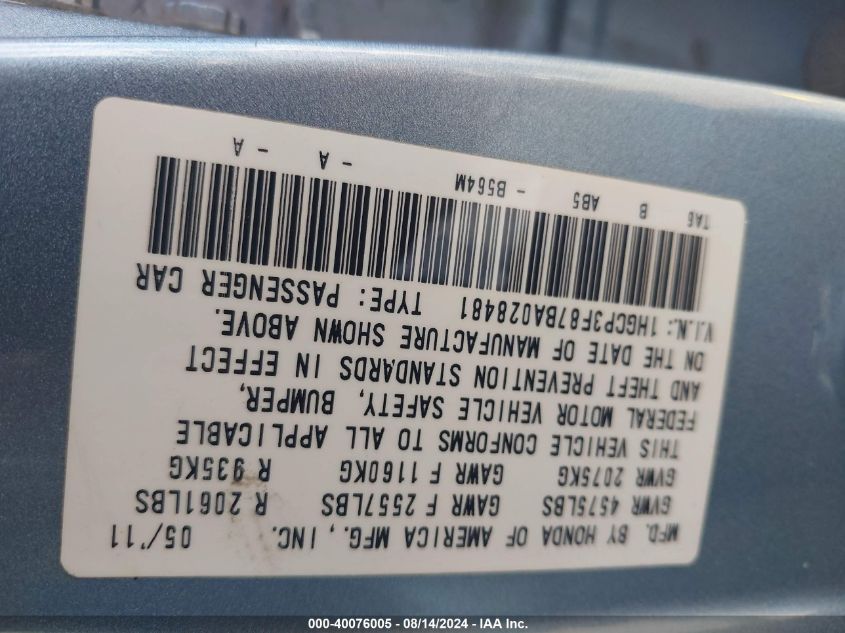 MFD. BY HONDA OF AMERICA MFG., INC. 05/'11
GVWR 4575LBS GAWR F 2557LBS R 2061LBS
GVWR 2075KG GAWR F 1160KG R 935KG
THIS VEHICLE CONFORMS TO ALL APPLICABLE
FEDERAL MOTOR VEHICLE SAFETY, BUMPER,
AND THEFT PREVENTION STANDARDS IN EFFECT
ON THE DATE OF MANUFACTURE SHOWN ABOVE.
V.I.N.: 1HGCP3F87BA028481 TYPE: PASSENGER CAR
TA6 B AB5 - B564M - A - A
000-40076005 - 08/14/2024 - IAA Inc.